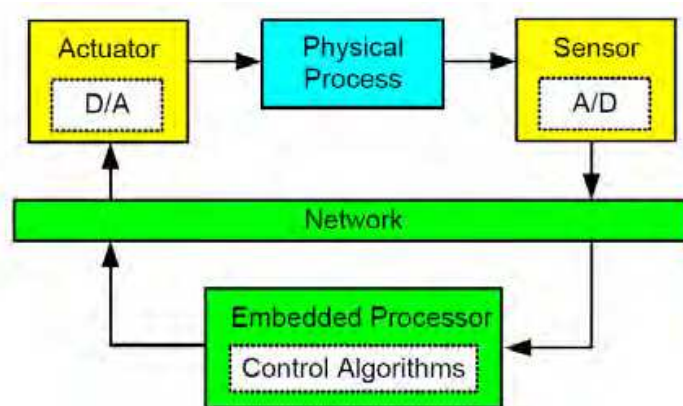 Actuator
D/A
Physical
Process
Sensor
A/D
Network
Embedded Processor
Control Algorithms